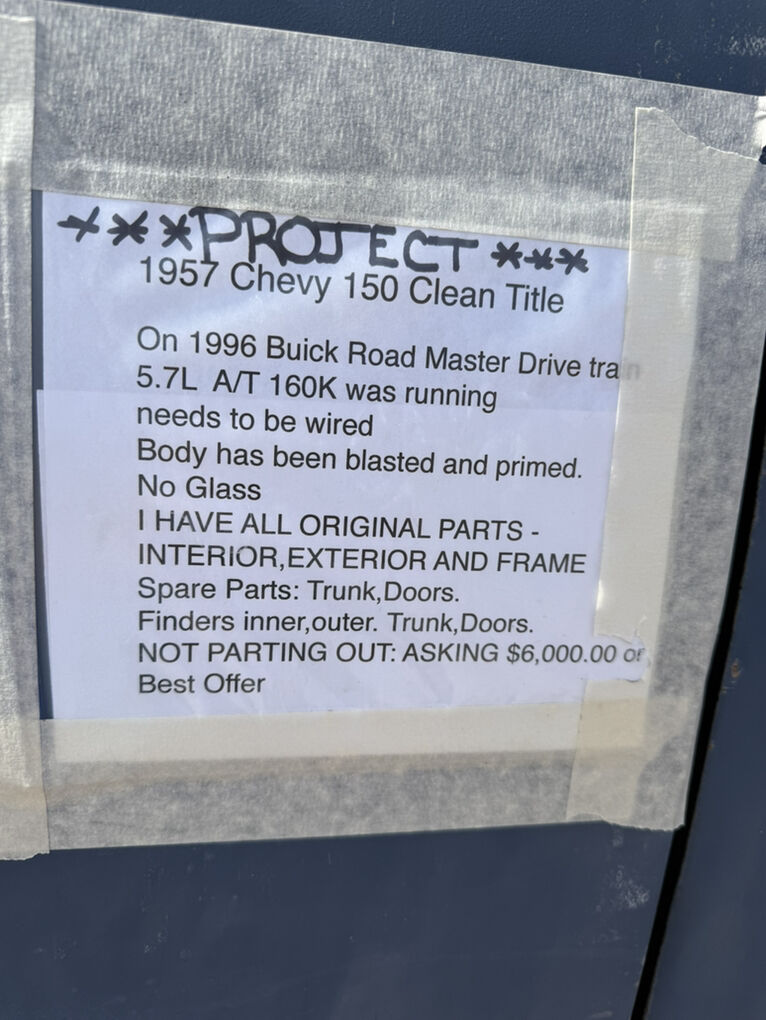 ***PROJECT***
1957 Chevy 150 Clean Title
On 1996 Buick Road Master Drive train
5.7L A/T 160K was running
needs to be wired
Body has been blasted and primed.
No Glass
I HAVE ALL ORIGINAL PARTS -
INTERIOR,EXTERIOR AND FRAME
Spare Parts: Trunk,Doors.
Finders inner,outer. Trunk,Doors.
NOT PARTING OUT: ASKING $6,000.00 or
Best Offer